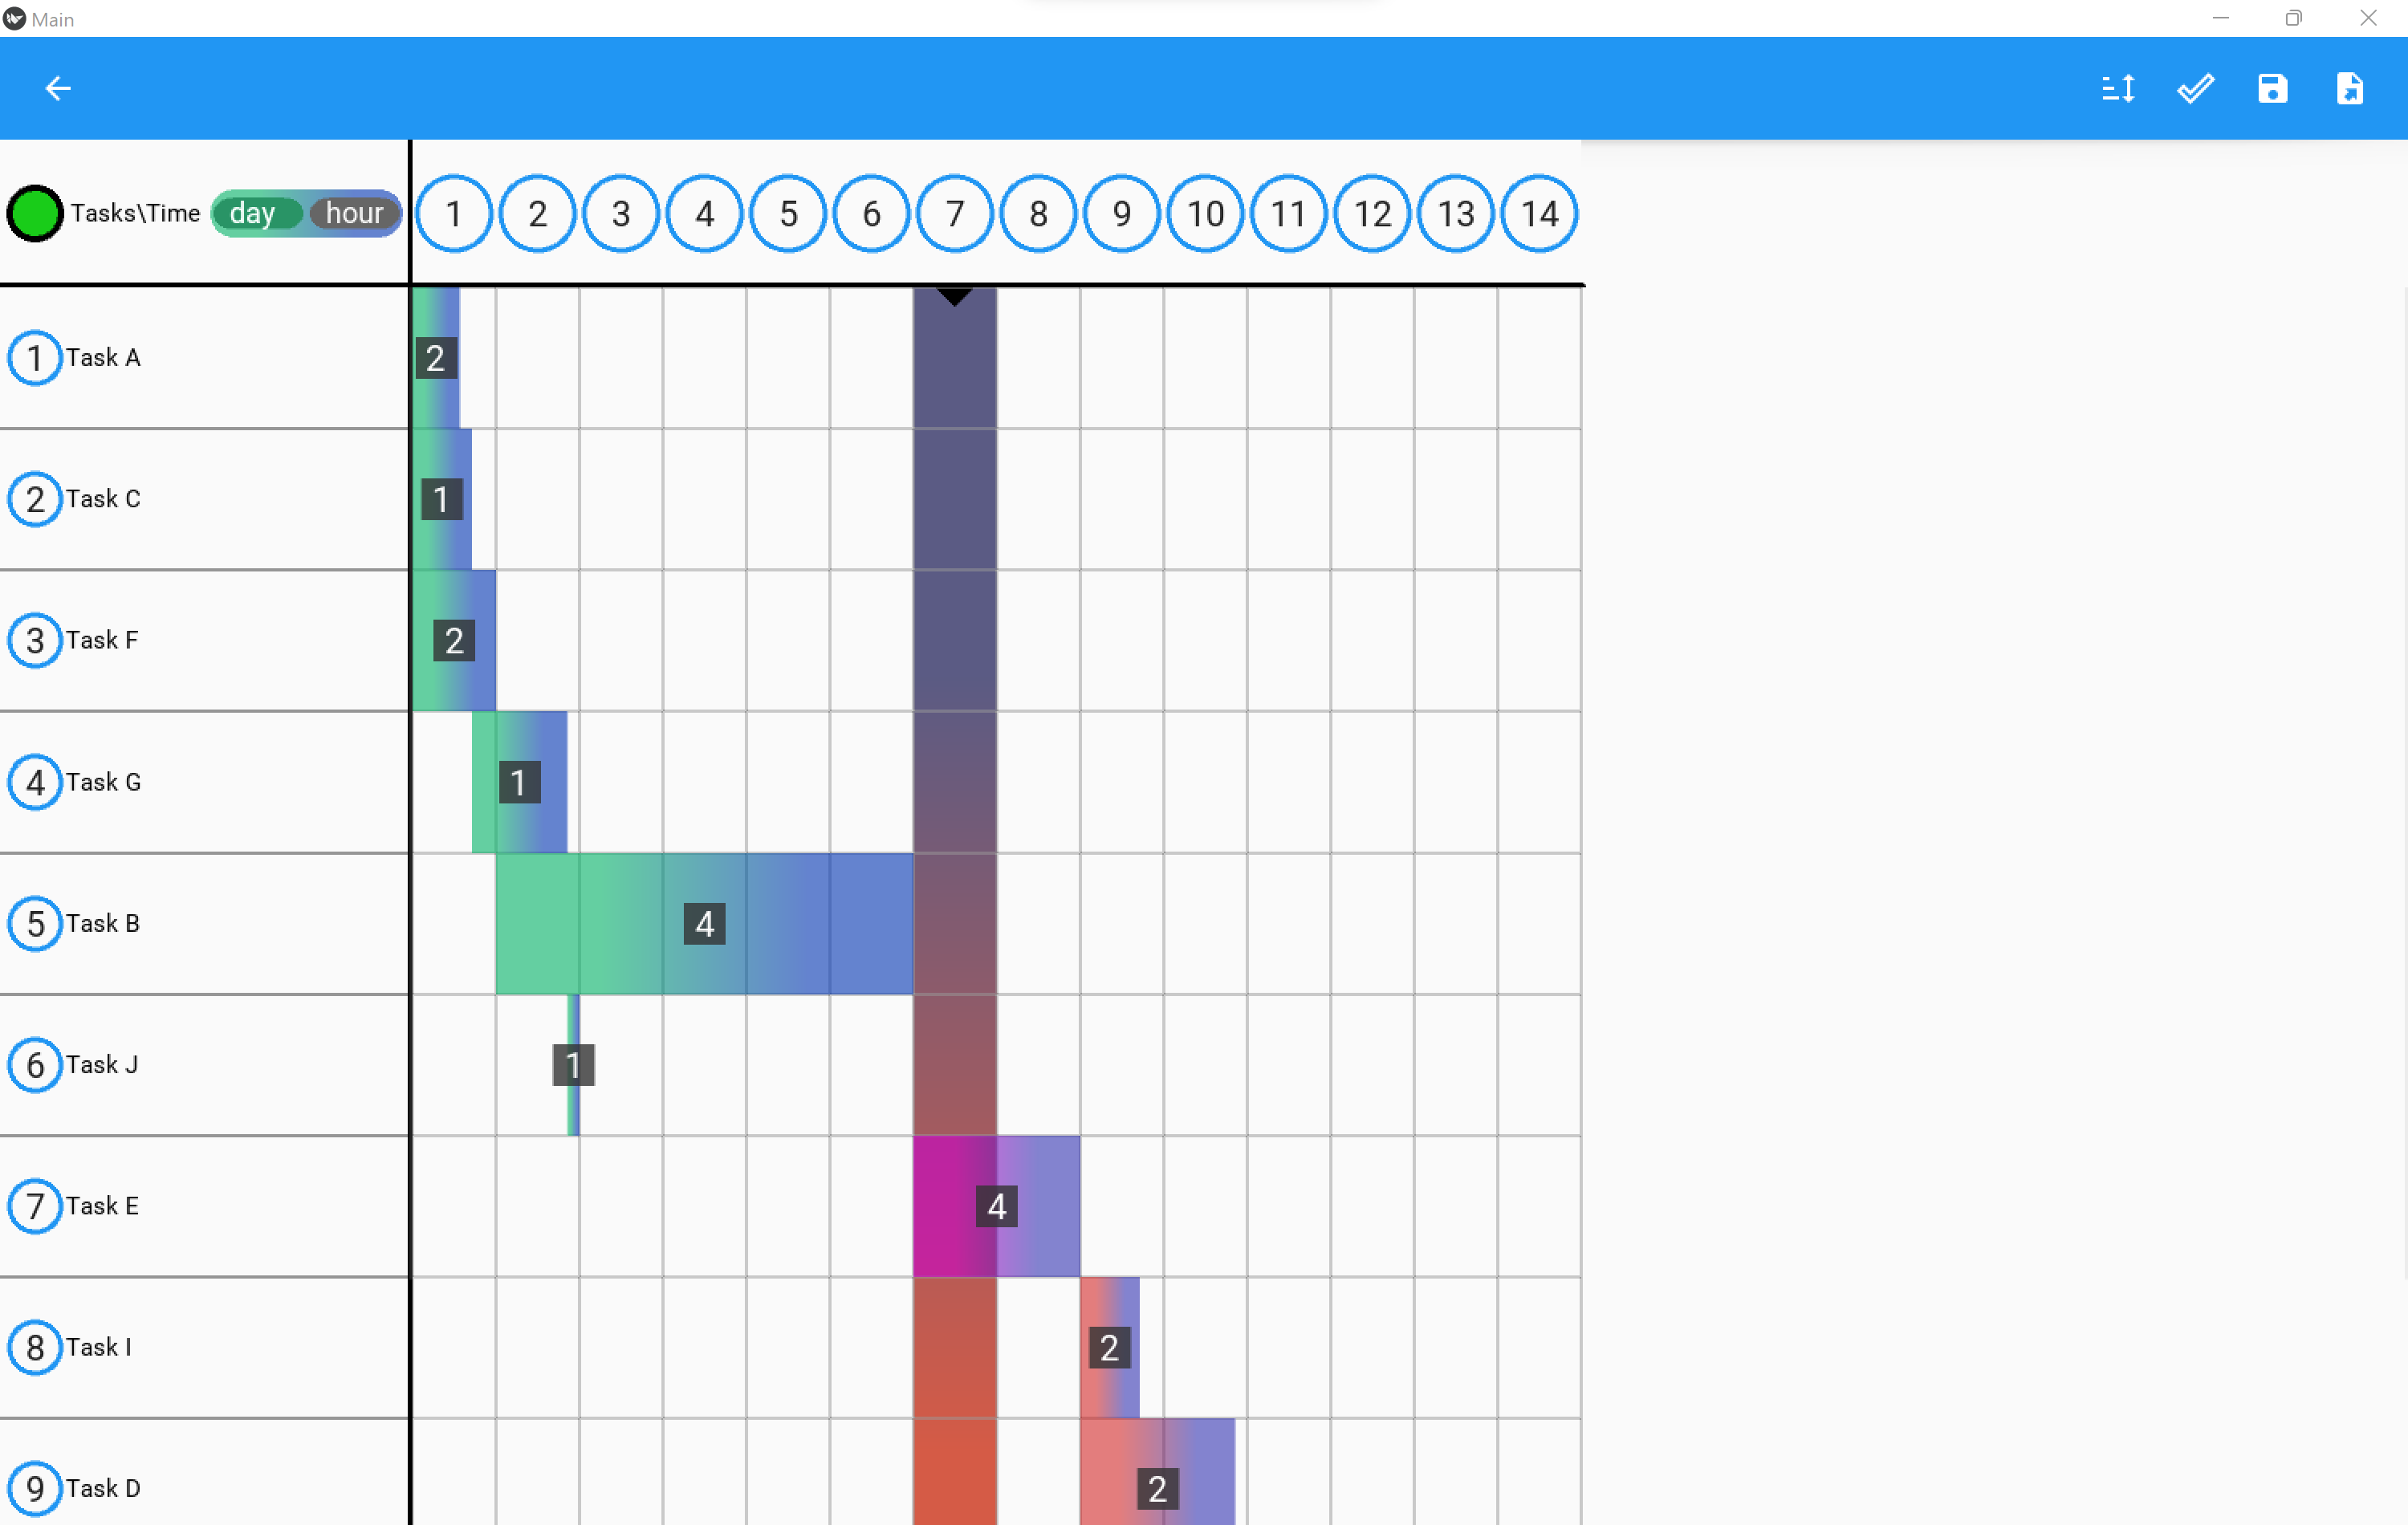 Main
Tasks\Time day hour 1 2 3 4 5 6 7 8 9 10 11 12 13 14
1 Task A 2
2 Task C 1
3 Task F 2
4 Task G 1
5 Task B 4
6 Task J 1
7 Task E 4
8 Task I 2
9 Task D 2